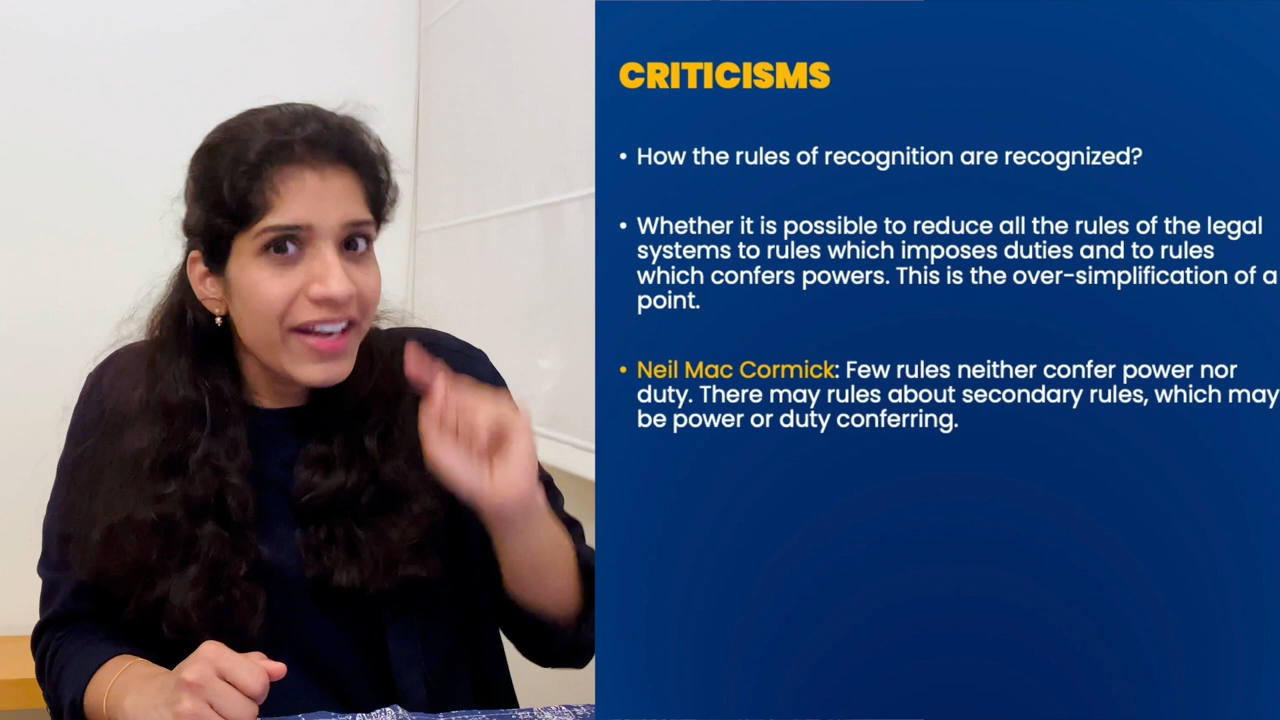 CRITICISMS
• How the rules of recognition are recognized?
• Whether it is possible to reduce all the rules of the legal
systems to rules which imposes duties and to rules
which confers powers. This is the over-simplification of a
point.
• Neil Mac Cormick: Few rules neither confer power nor
duty. There may rules about secondary rules, which may
be power or duty conferring.